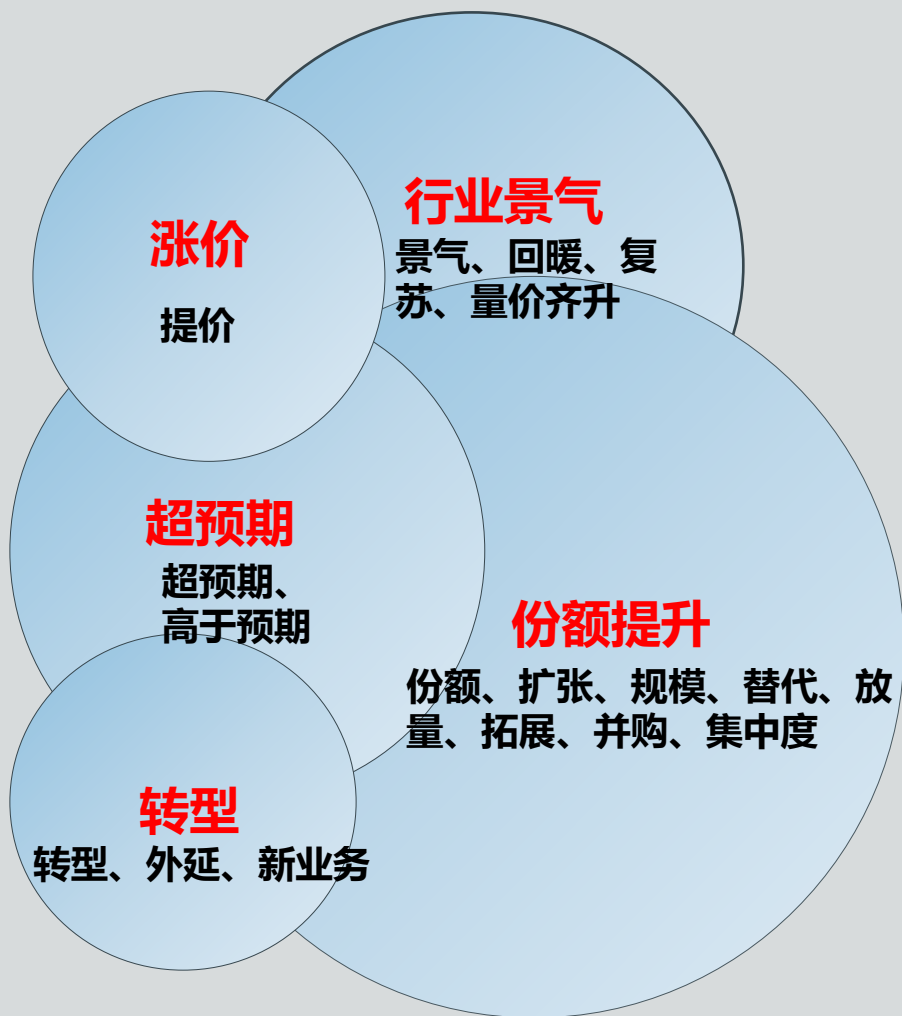 行业景气
景气、回暖、复
苏、量价齐升
涨价
提价
超预期
超预期、
高于预期
份额提升
份额、扩张、规模、替代、放
量、拓展、并购、集中度
转型
转型、外延、新业务